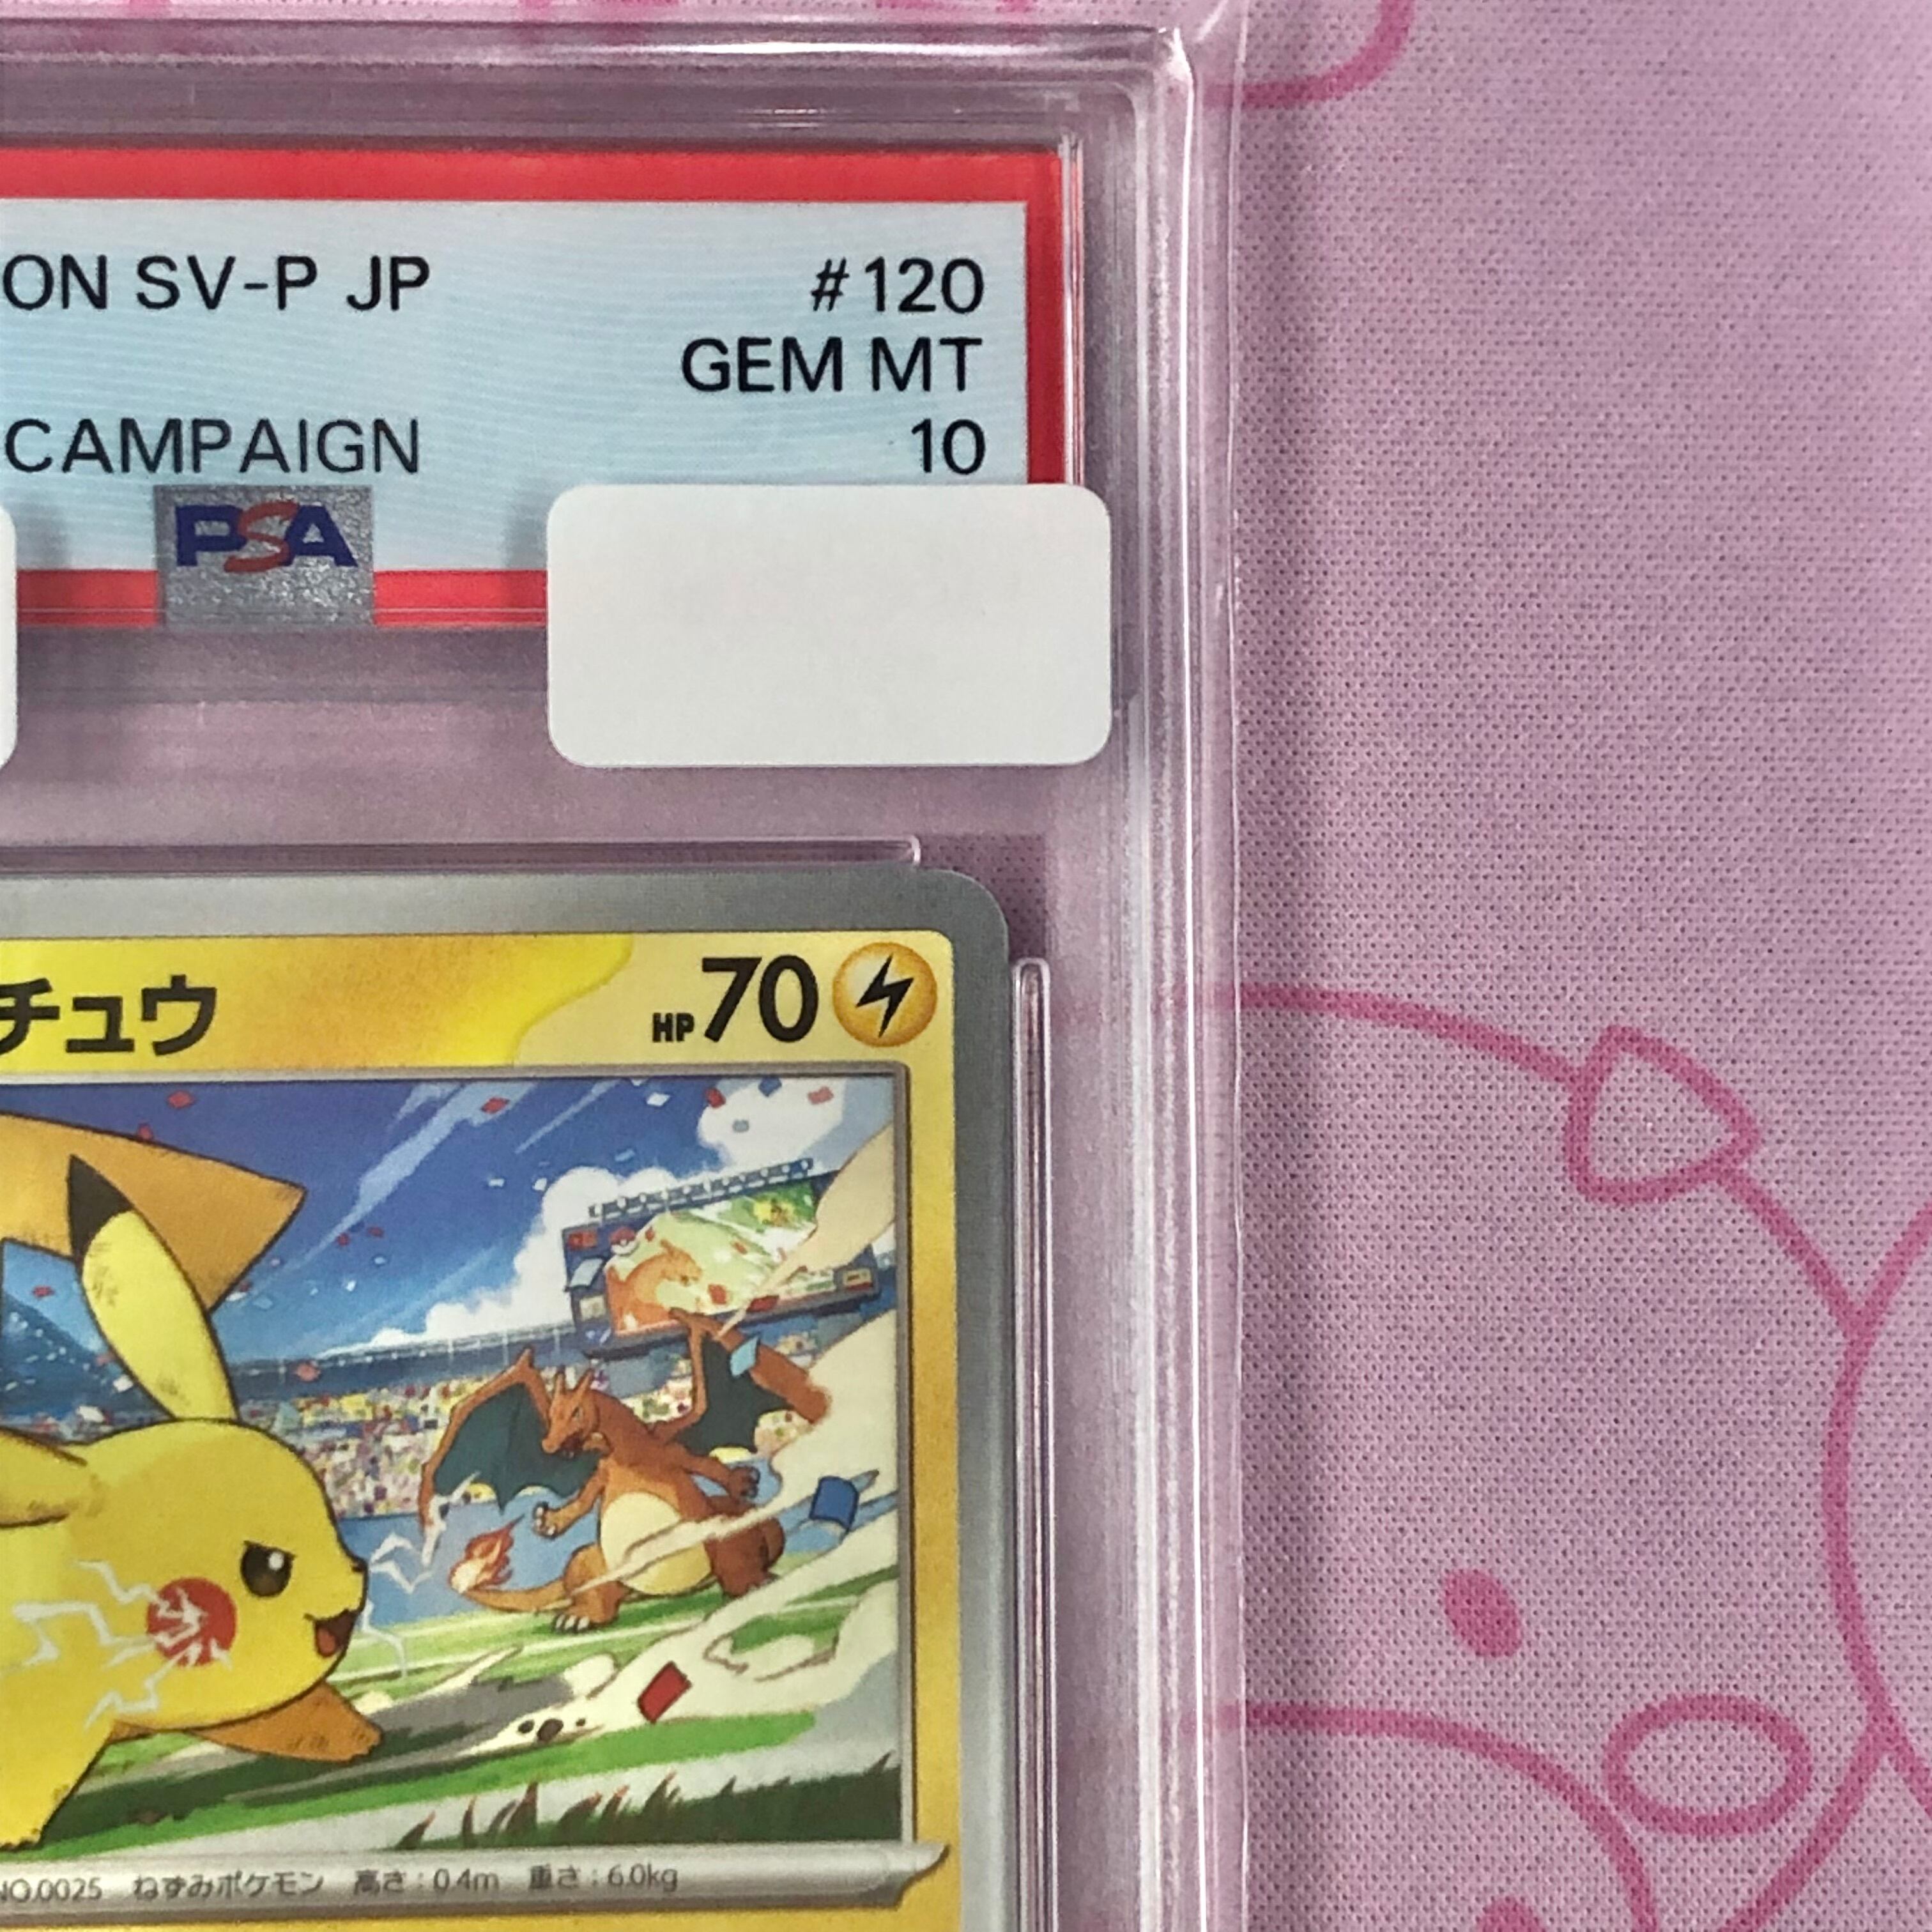 ON SV-P JP #120
GEM MT
CAMPAIGN 10
PSA
チュウ HP70
NO.0025 ねずみポケモン 高さ:0.4m 重さ:6.0kg